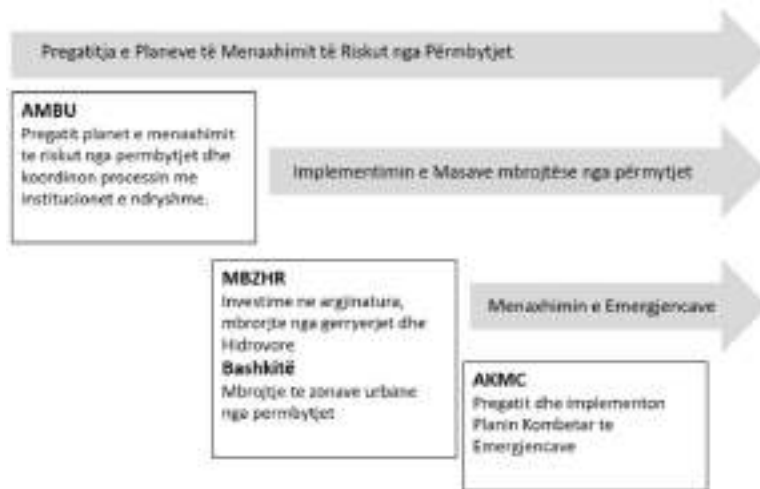 Pregatitja e Planeve të Menaxhimit të Riskut nga Përmbytjet
AMBU
Pregatit planet e menaxhimit
te riskut nga permbytjet dhe
koordinon processin me
institucionet e ndryshme.
Implementimin e Masave mbrojtëse nga përmytjet
MBZHR
Investime ne argjinatura,
mbrorjte nga gerryerjet dhe
Hidrovore
Bashkitë
Mbrojtje te zonave urbane
nga permbytjet
Menaxhimin e Emergjencave
AKMC
Pregatit dhe implementon
Planin Kombetar te
Emergjencave